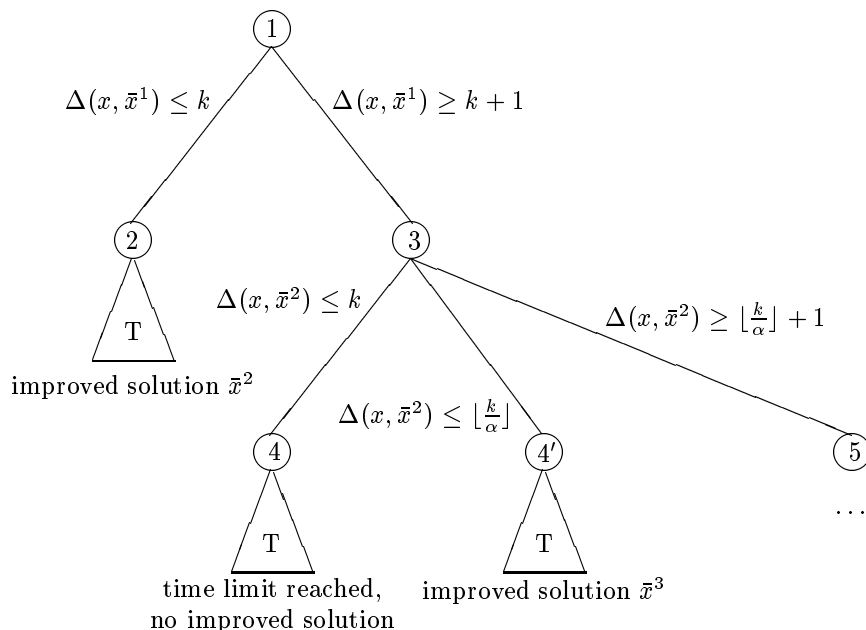 1
Δ(x, x̄¹) ≤ k
Δ(x, x̄¹) ≥ k + 1
2
3
Δ(x, x̄²) ≤ k
Δ(x, x̄²) ≥ ⌊k/α⌋ + 1
T
improved solution x̄²
Δ(x, x̄²) ≤ ⌊k/α⌋
4
4′
5
T
T
...
time limit reached,
no improved solution
improved solution x̄³